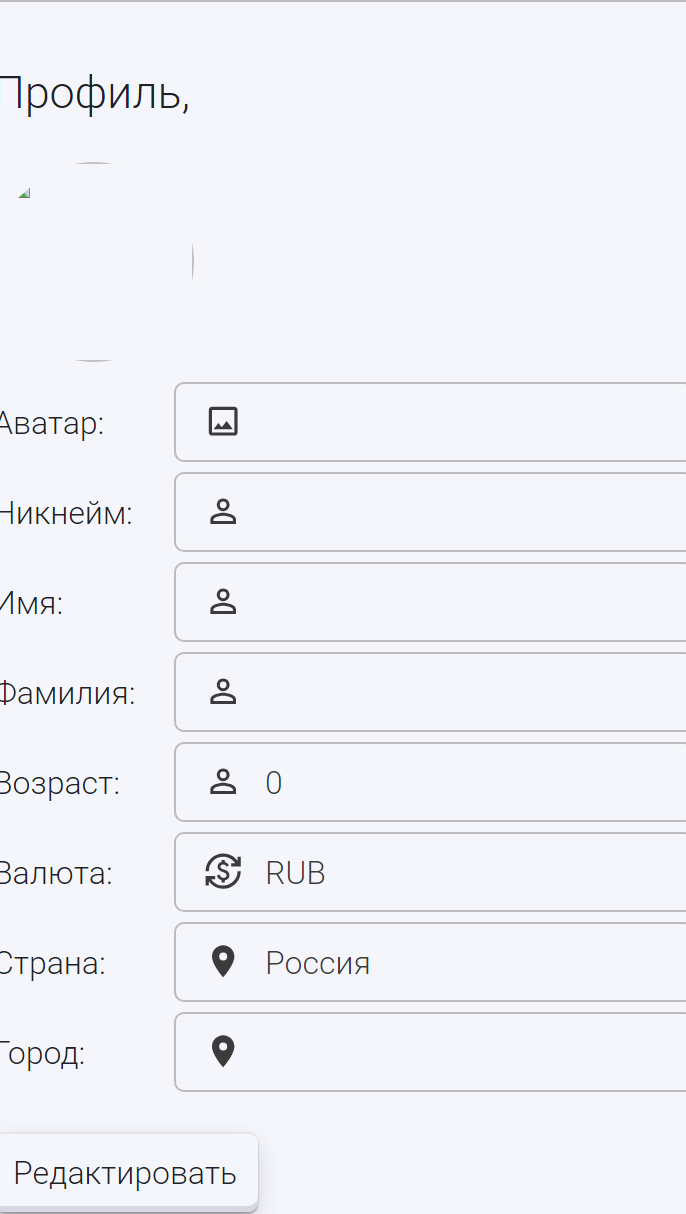 Профиль,
Аватар:
Никнейм:
Имя:
Фамилия:
Возраст: 0
Валюта: RUB
Страна: Россия
Город:
Редактировать